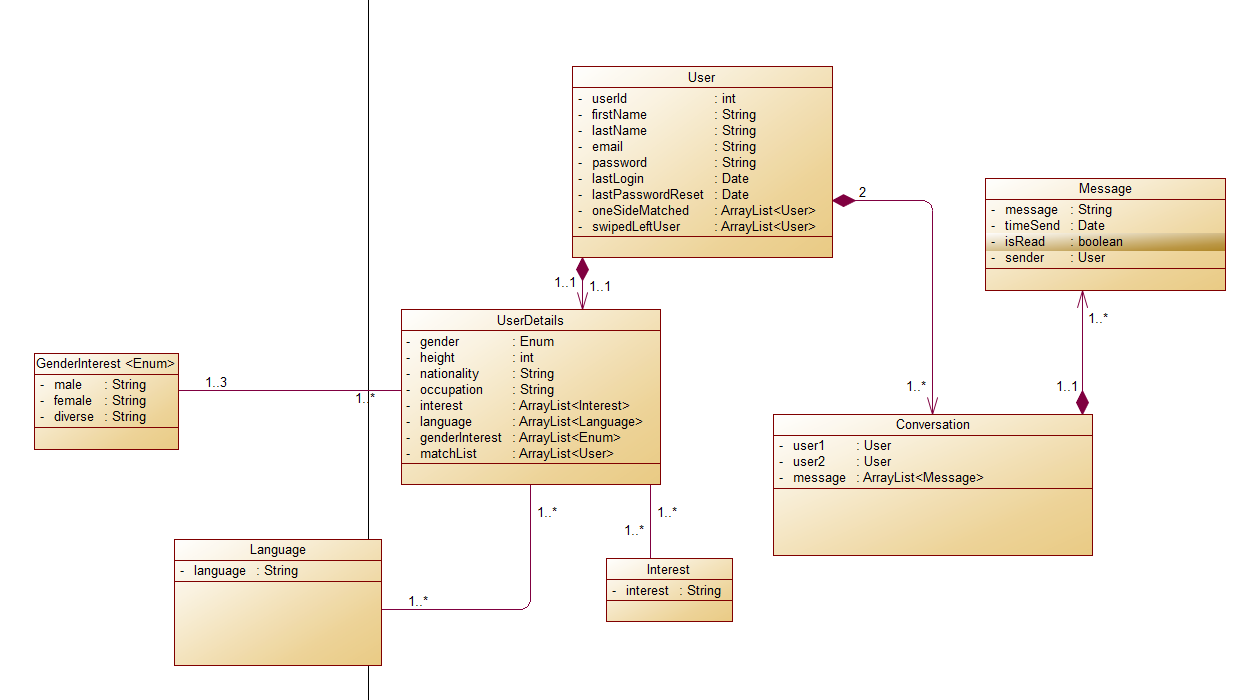 User
- userId : int
- firstName : String
- lastName : String
- email : String
- password : String
- lastLogin : Date
- lastPasswordReset : Date
- oneSideMatched : ArrayList<User>
- swipedLeftUser : ArrayList<User>
2
1..1
1..1
Message
- message : String
- timeSend : Date
- isRead : boolean
- sender : User
1..*
1..1
1..*
UserDetails
- gender : Enum
- height : int
- nationality : String
- occupation : String
- interest : ArrayList<Interest>
- language : ArrayList<Language>
- genderInterest : ArrayList<Enum>
- matchList : ArrayList<User>
GenderInterest <Enum>
- male : String
- female : String
- diverse : String
1..3
1..*
Conversation
- user1 : User
- user2 : User
- message : ArrayList<Message>
1..*
1..*
1..*
Language
- language : String
1..*
Interest
- interest : String